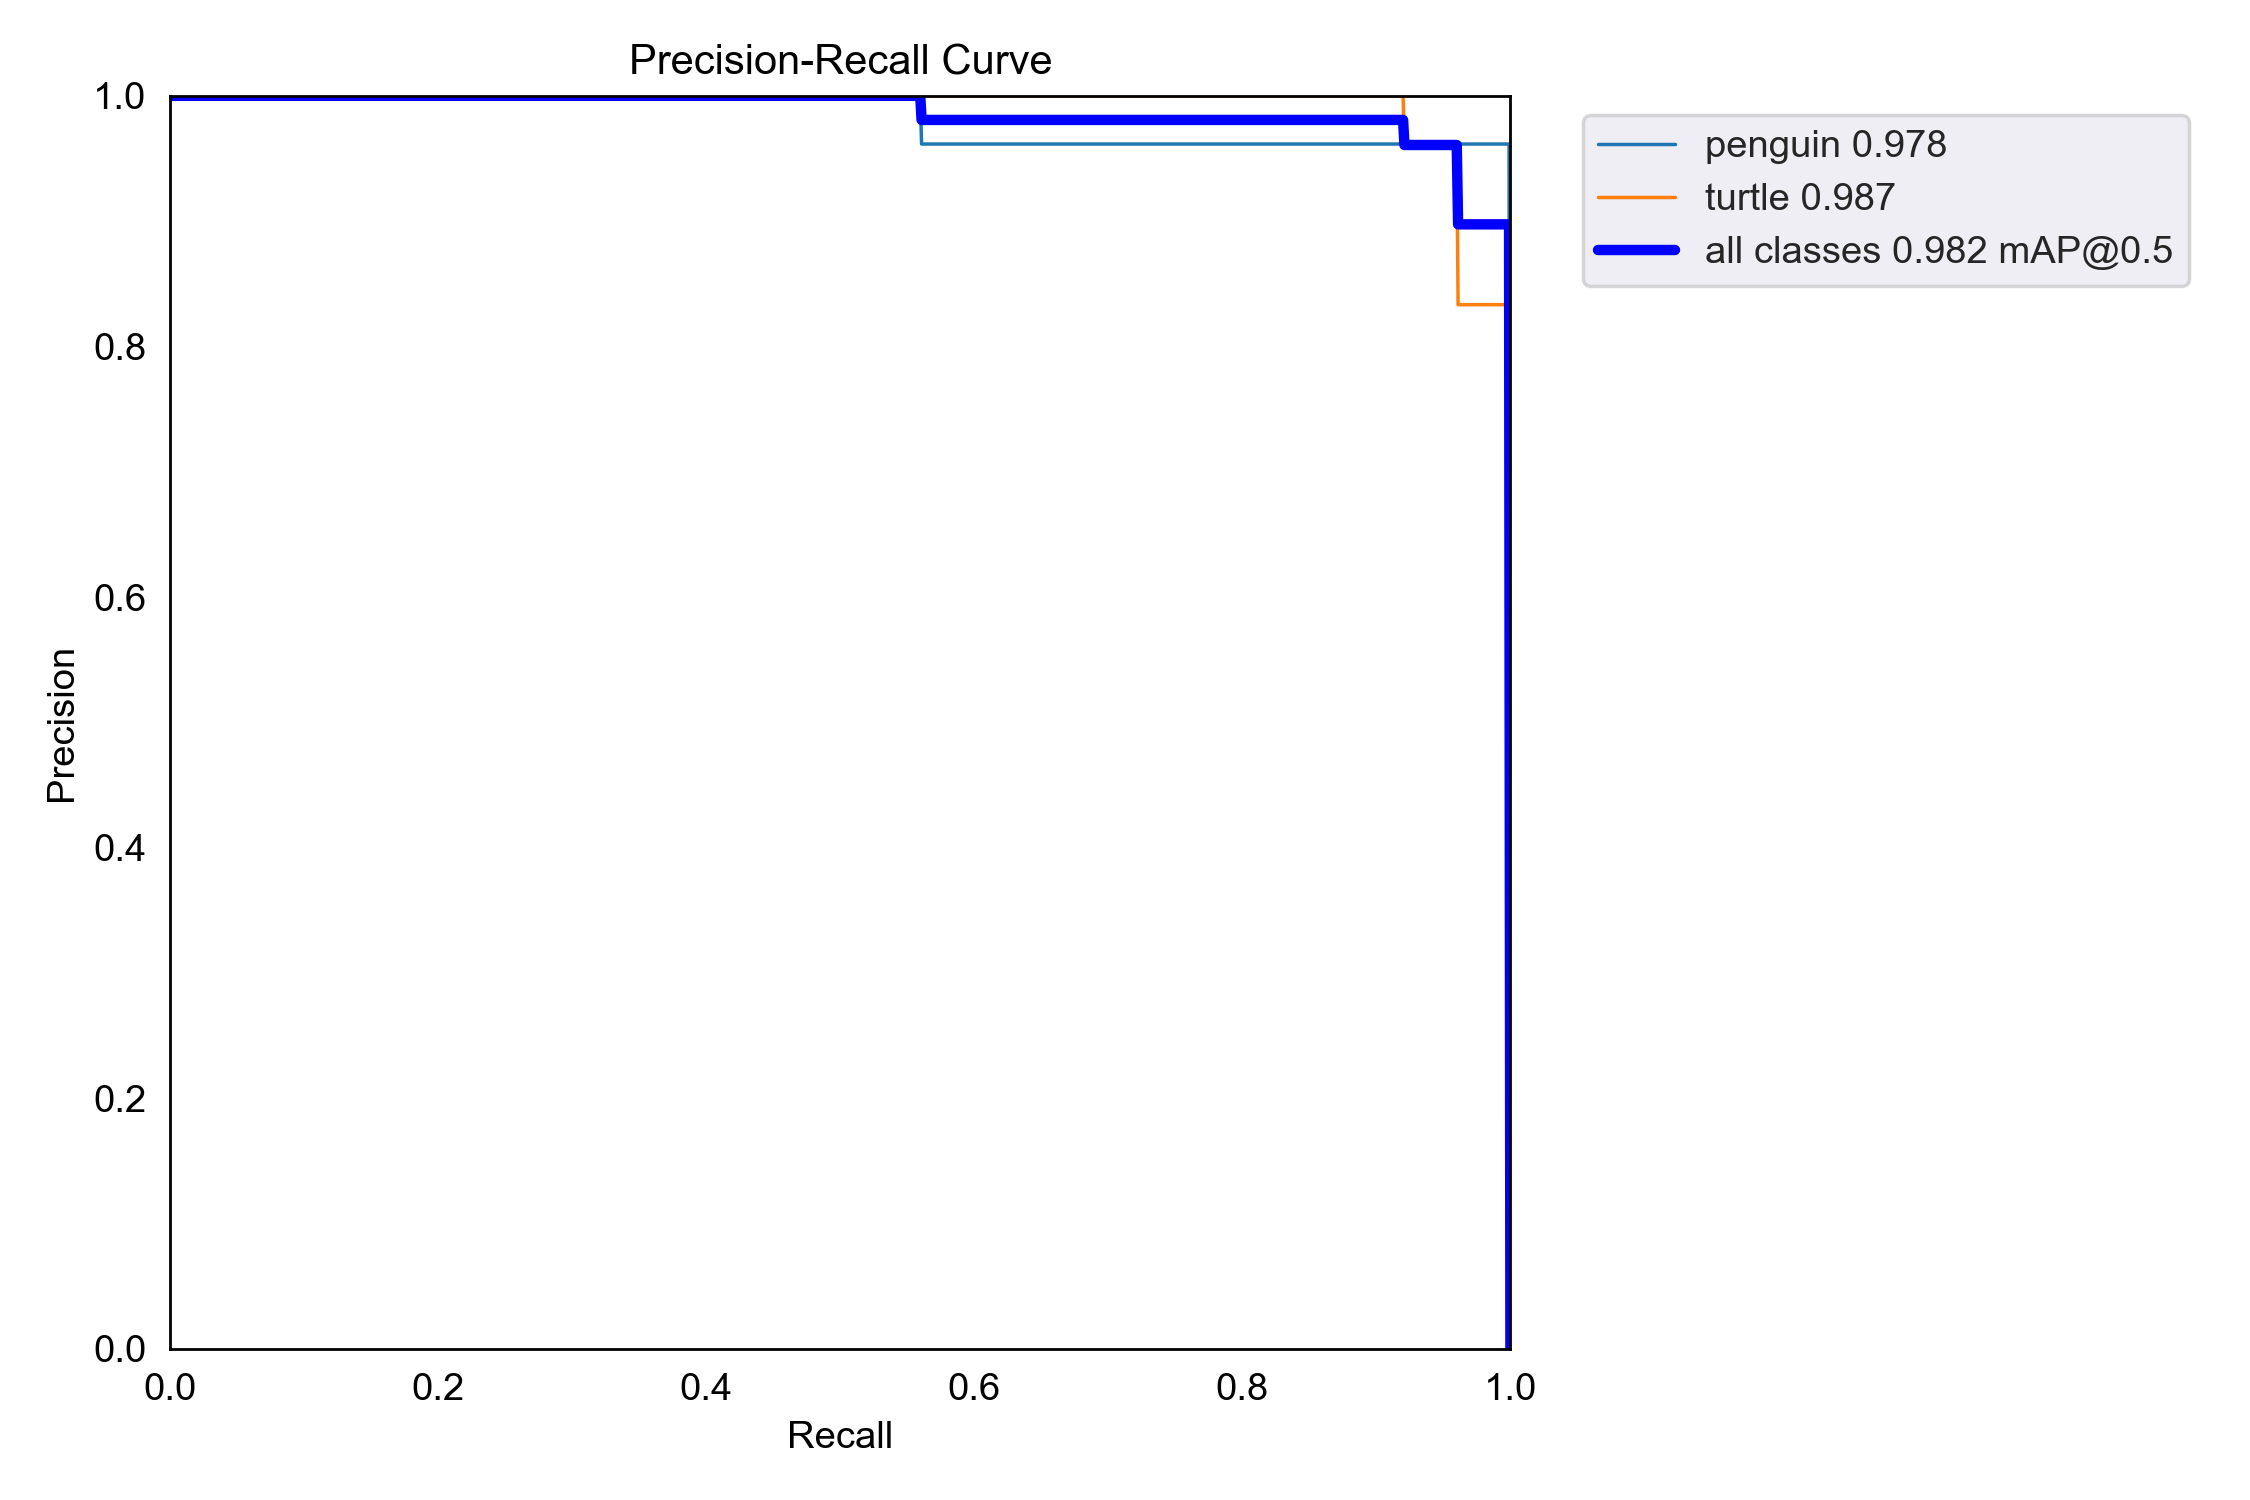 Precision-Recall Curve
1.0
0.8
0.6
0.4
0.2
0.0
Precision
0.0 0.2 0.4 0.6 0.8 1.0
Recall
penguin 0.978
turtle 0.987
all classes 0.982 mAP@0.5